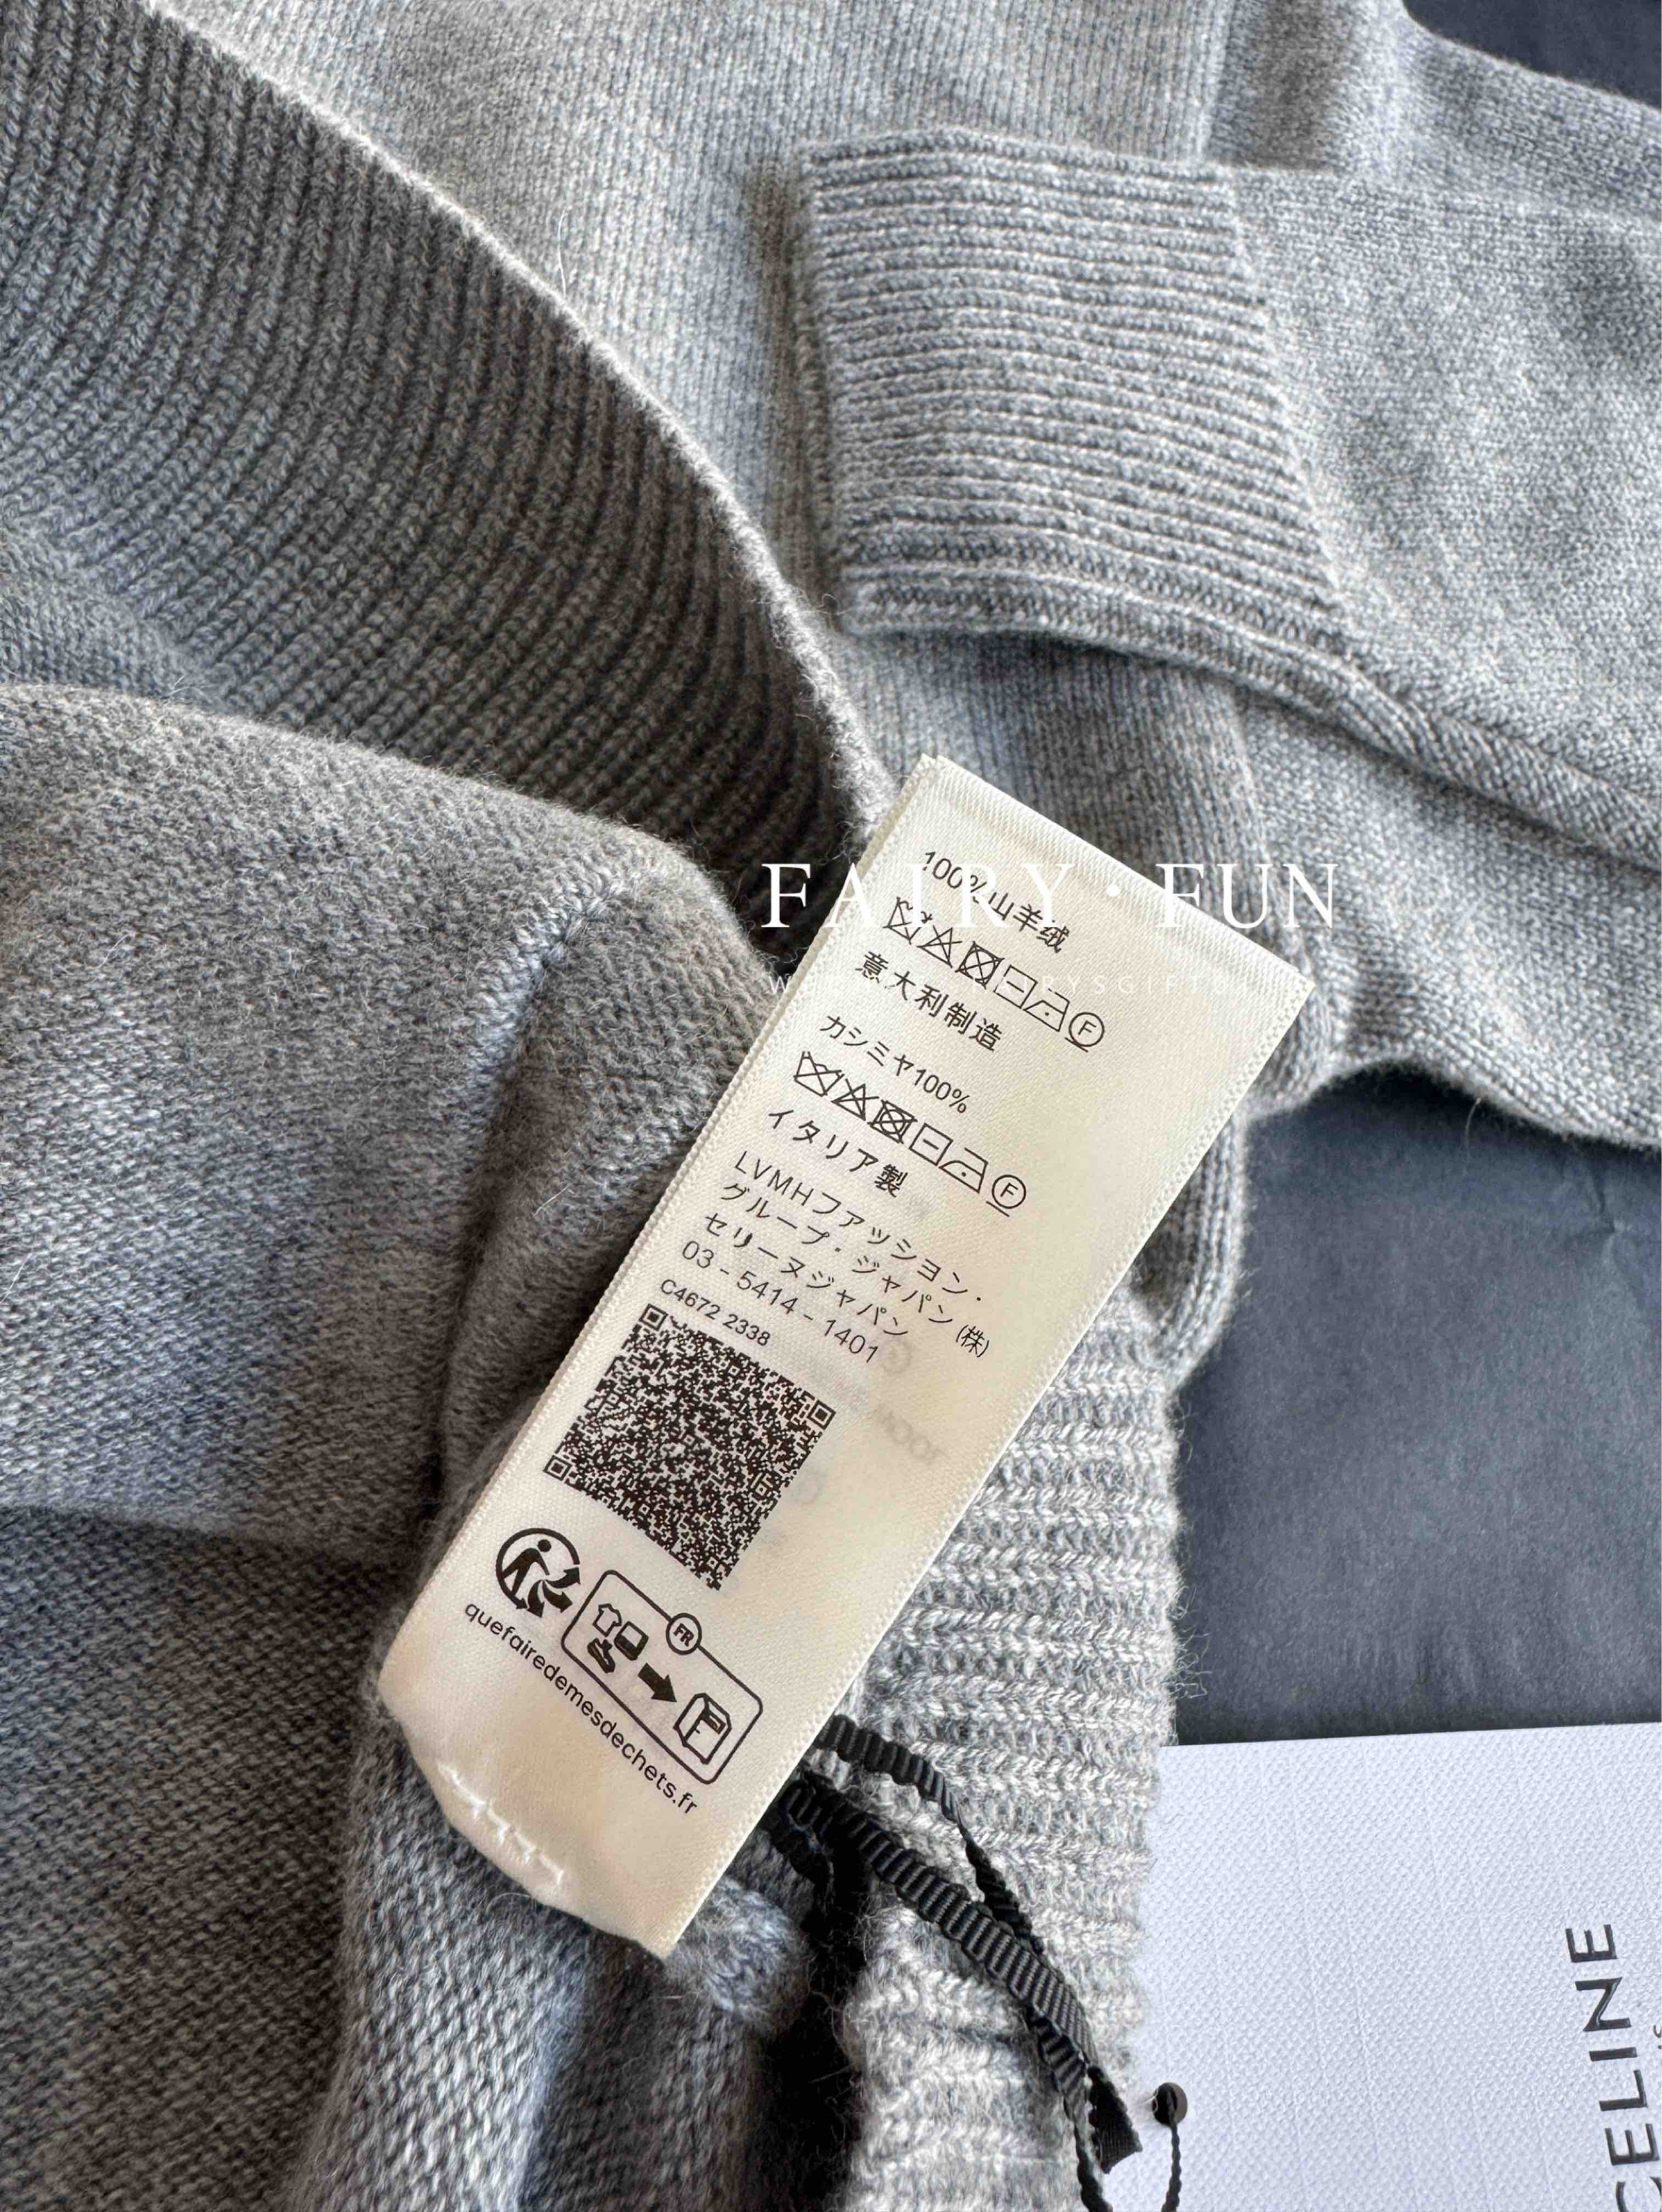 FAIRY·FUN
100%山羊绒
F
意大利制造
カシミヤ100%
F
イタリア製
LVMHファッション・
グループ・ジャパン(株)
セリーヌジャパン
03-5414-1401
C4672 2338
FR
quefairedemesdechets.fr
CELINE